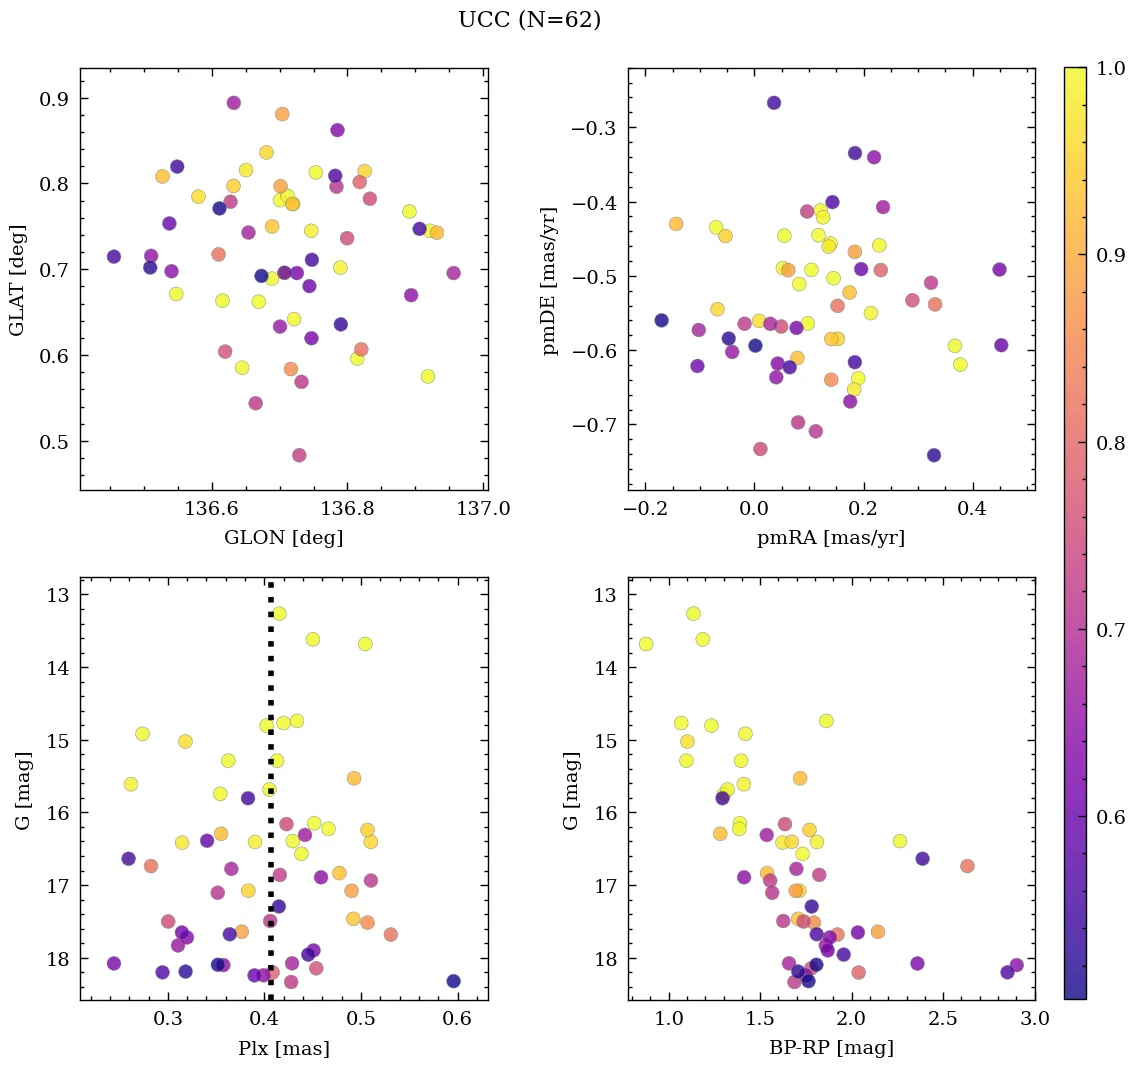 UCC (N=62)
0.9
0.8
0.7
0.6
0.5
GLAT [deg]
136.6 136.8 137.0
GLON [deg]
−0.3
−0.4
−0.5
−0.6
−0.7
pmDE [mas/yr]
−0.2 0.0 0.2 0.4
pmRA [mas/yr]
13
14
15
16
17
18
G [mag]
0.3 0.4 0.5 0.6
Plx [mas]
13
14
15
16
17
18
G [mag]
1.0 1.5 2.0 2.5 3.0
BP-RP [mag]
1.0
0.9
0.8
0.7
0.6